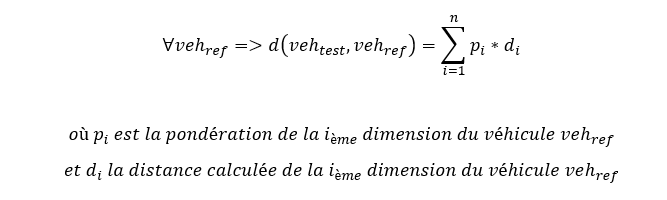 ∀veh_ref => d(veh_test, veh_ref) = ∑_{i=1}^{n} p_i * d_i
où p_i est la pondération de la i_ème dimension du véhicule veh_ref
et d_i la distance calculée de la i_ème dimension du véhicule veh_ref